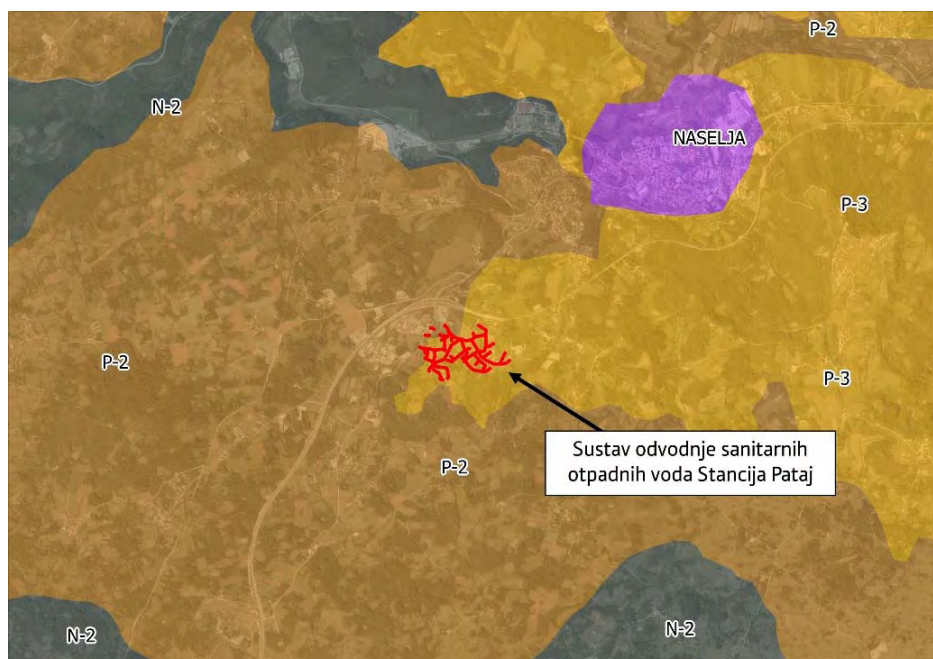 P-2
N-2
NASELJA
P-3
P-2
P-3
Sustav odvodnje sanitarnih
otpadnih voda Stancija Pataj
P-2
N-2
N-2